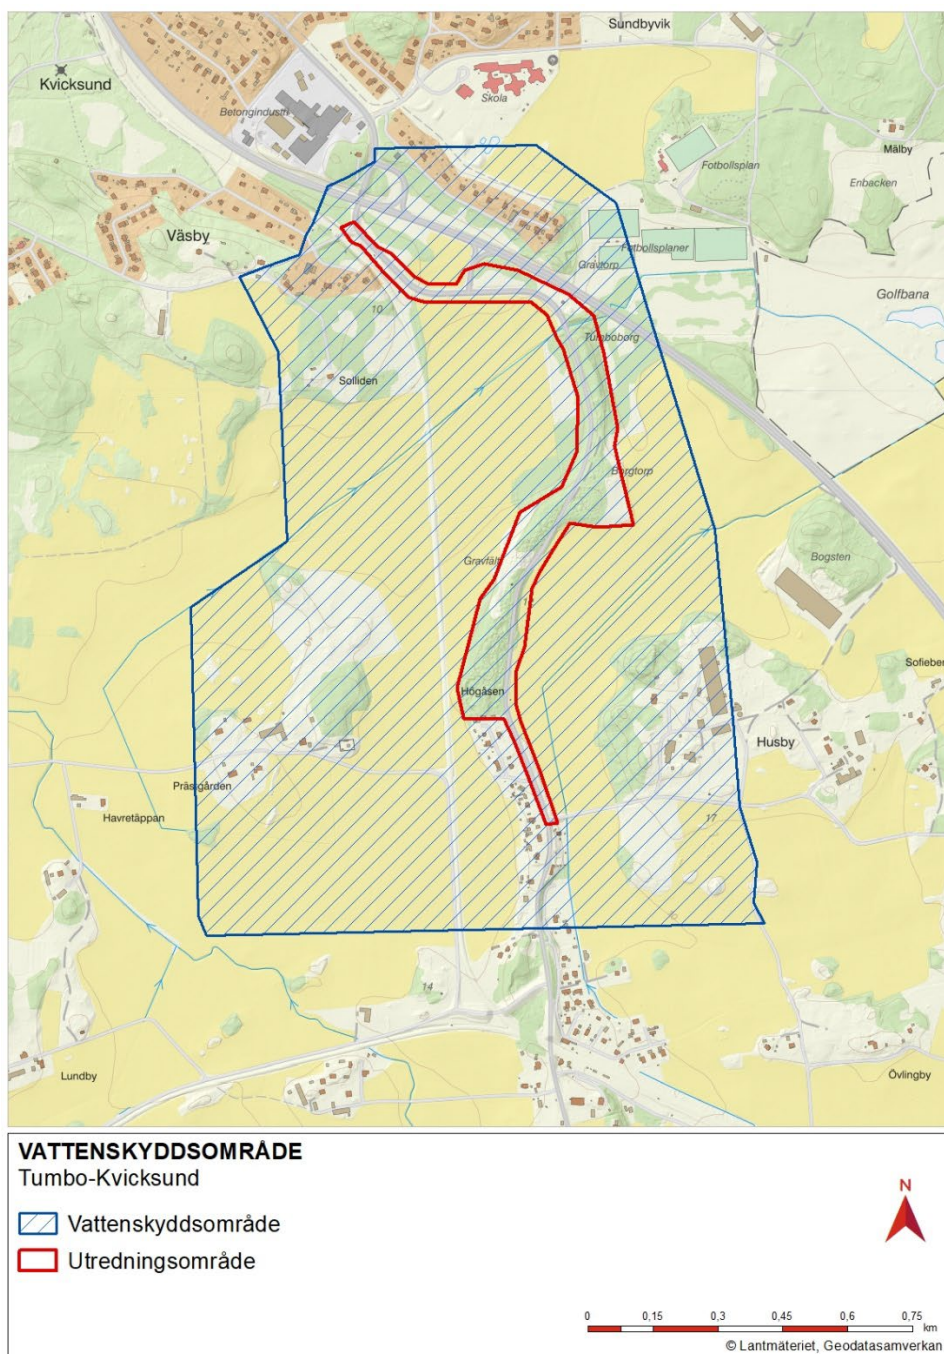 Sundbyvik
Kvicksund
Skola
Betongindustri
Mälby
Fotbollsplan
Enbacken
Väsby
Fotbollsplaner
Gravtorp
Golfbana
10
Tumboborg
Solliden
Borgtorp
Bogsten
Gravfält
Sofieber
Högåsen
Husby
Prästgården
Havretäppan
17
14
Lundby
Övlingby
VATTENSKYDDSOMRÅDE
Tumbo-Kvicksund
N
Vattenskyddsområde
Utredningsområde
0 0,15 0,3 0,45 0,6 0,75
km
© Lantmäteriet, Geodatasamverkan